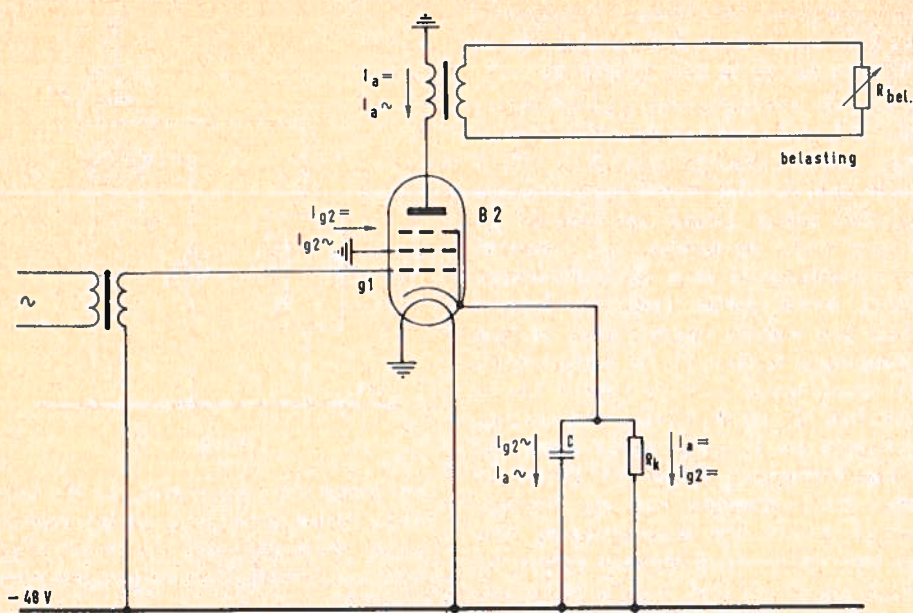 Ia=
Ia~
Rbel.
belasting
Ig2=
Ig2~
B 2
g1
~
Ig2~
Ia~
C
Rk
Ia=
Ig2=
– 48 V